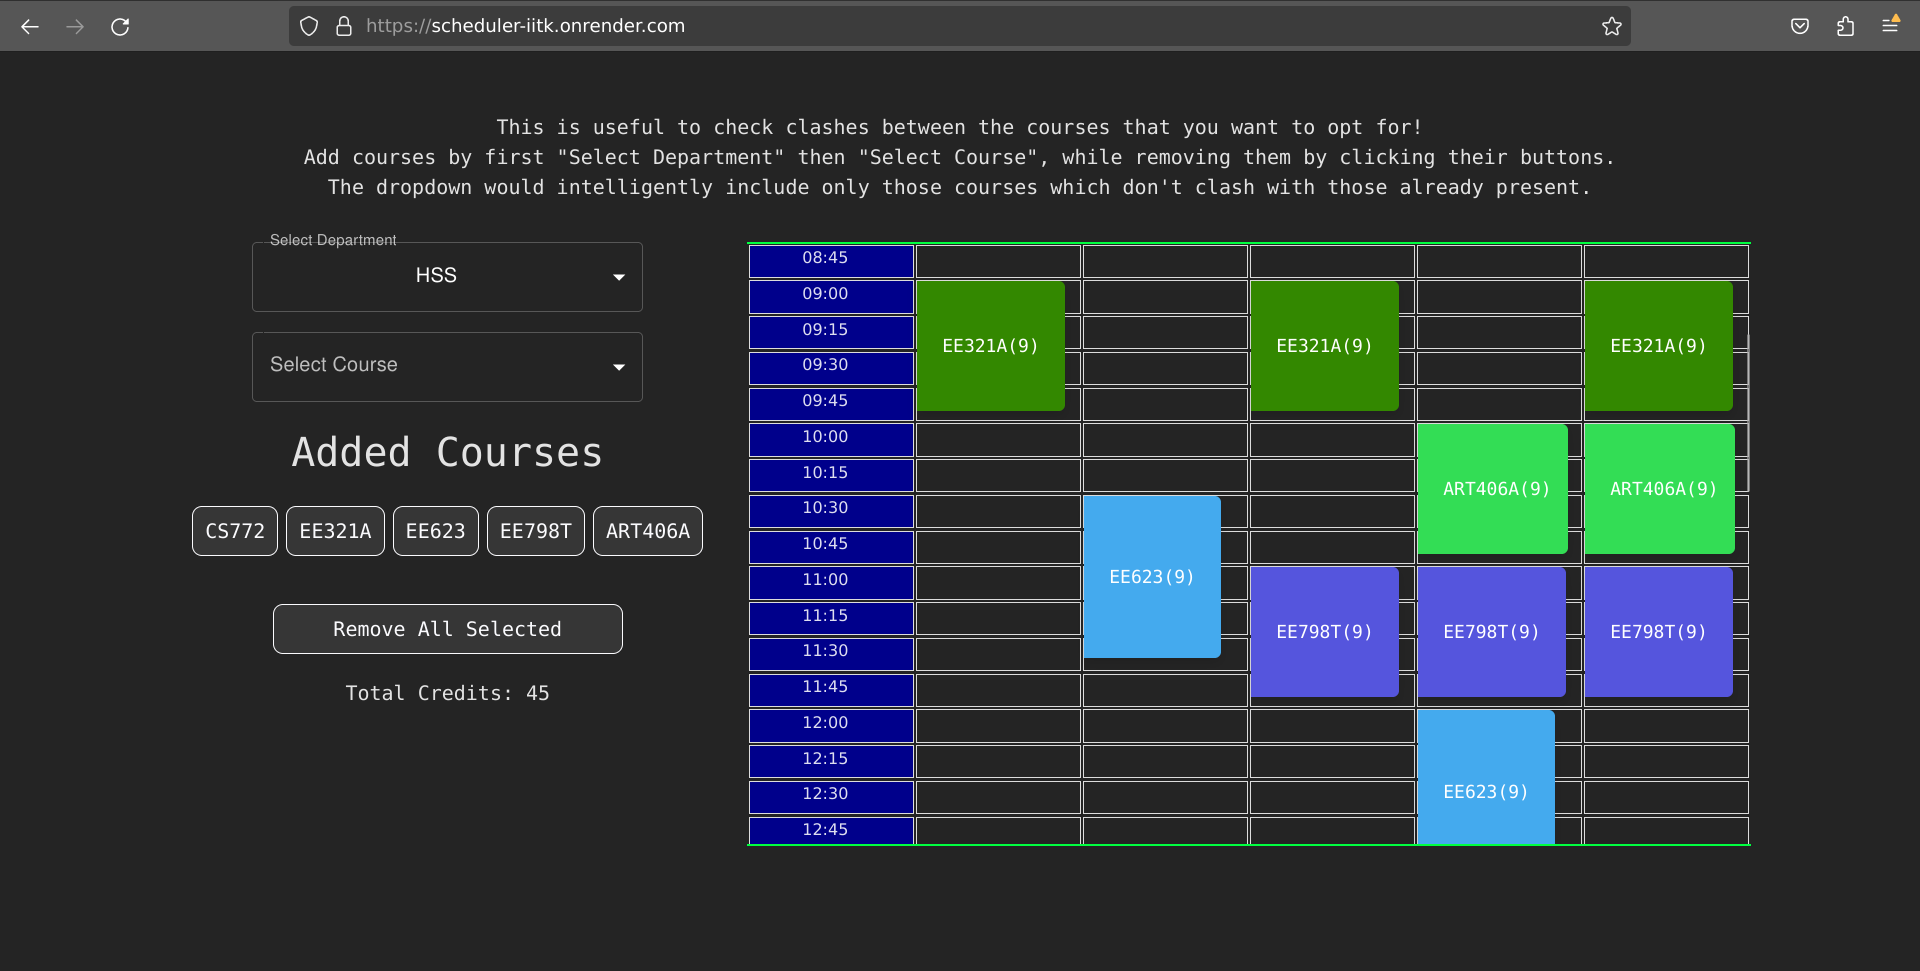 https://scheduler-iitk.onrender.com
This is useful to check clashes between the courses that you want to opt for!
Add courses by first "Select Department" then "Select Course", while removing them by clicking their buttons.
The dropdown would intelligently include only those courses which don't clash with those already present.
Select Department
HSS
Select Course
Added Courses
CS772 EE321A EE623 EE798T ART406A
Remove All Selected
Total Credits: 45
08:45
09:00
09:15
EE321A(9) EE321A(9) EE321A(9)
09:30
09:45
10:00
10:15
ART406A(9) ART406A(9)
10:30
10:45
11:00
EE623(9)
11:15
EE798T(9) EE798T(9) EE798T(9)
11:30
11:45
12:00
12:15
12:30
EE623(9)
12:45